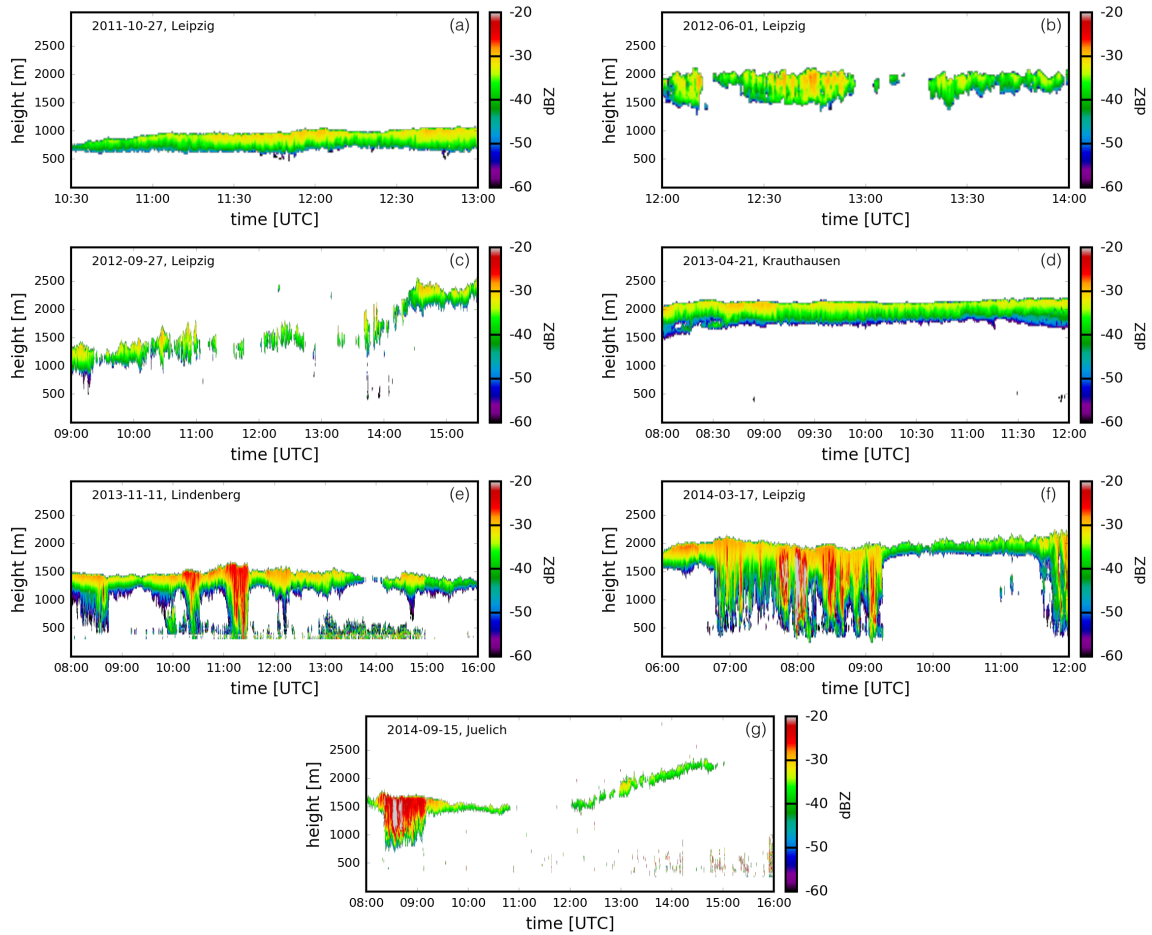 2011-10-27, Leipzig (a)
height [m]
2500
2000
1500
1000
500
10:30 11:00 11:30 12:00 12:30 13:00
time [UTC]
-20
-30
-40
-50
-60
dBZ
2012-06-01, Leipzig (b)
height [m]
2500
2000
1500
1000
500
12:00 12:30 13:00 13:30 14:00
time [UTC]
-20
-30
-40
-50
-60
dBZ
2012-09-27, Leipzig (c)
height [m]
2500
2000
1500
1000
500
09:00 10:00 11:00 12:00 13:00 14:00 15:00
time [UTC]
-20
-30
-40
-50
-60
dBZ
2013-04-21, Krauthausen (d)
height [m]
2500
2000
1500
1000
500
08:00 08:30 09:00 09:30 10:00 10:30 11:00 11:30 12:00
time [UTC]
-20
-30
-40
-50
-60
dBZ
2013-11-11, Lindenberg (e)
height [m]
2500
2000
1500
1000
500
08:00 09:00 10:00 11:00 12:00 13:00 14:00 15:00 16:00
time [UTC]
-20
-30
-40
-50
-60
dBZ
2014-03-17, Leipzig (f)
height [m]
2500
2000
1500
1000
500
06:00 07:00 08:00 09:00 10:00 11:00 12:00
time [UTC]
-20
-30
-40
-50
-60
dBZ
2014-09-15, Juelich (g)
height [m]
2500
2000
1500
1000
500
08:00 09:00 10:00 11:00 12:00 13:00 14:00 15:00 16:00
time [UTC]
-20
-30
-40
-50
-60
dBZ